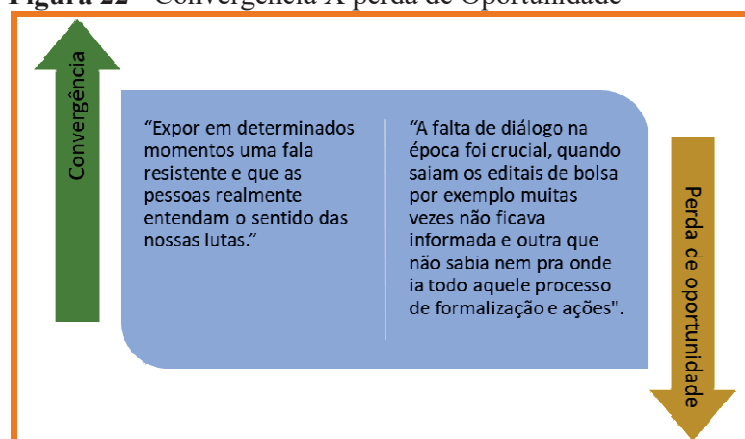 Figura 22 - Convergência X perda de Oportunidade
Convergência
“Expor em determinados
momentos uma fala
resistente e que as
pessoas realmente
entendam o sentido das
nossas lutas.”
“A falta de diálogo na
época foi crucial, quando
saiam os editais de bolsa
por exemplo muitas
vezes não ficava
informada e outra que
não sabia nem pra onde
ia todo aquele processo
de formalização e ações".
Perda de oportunidade